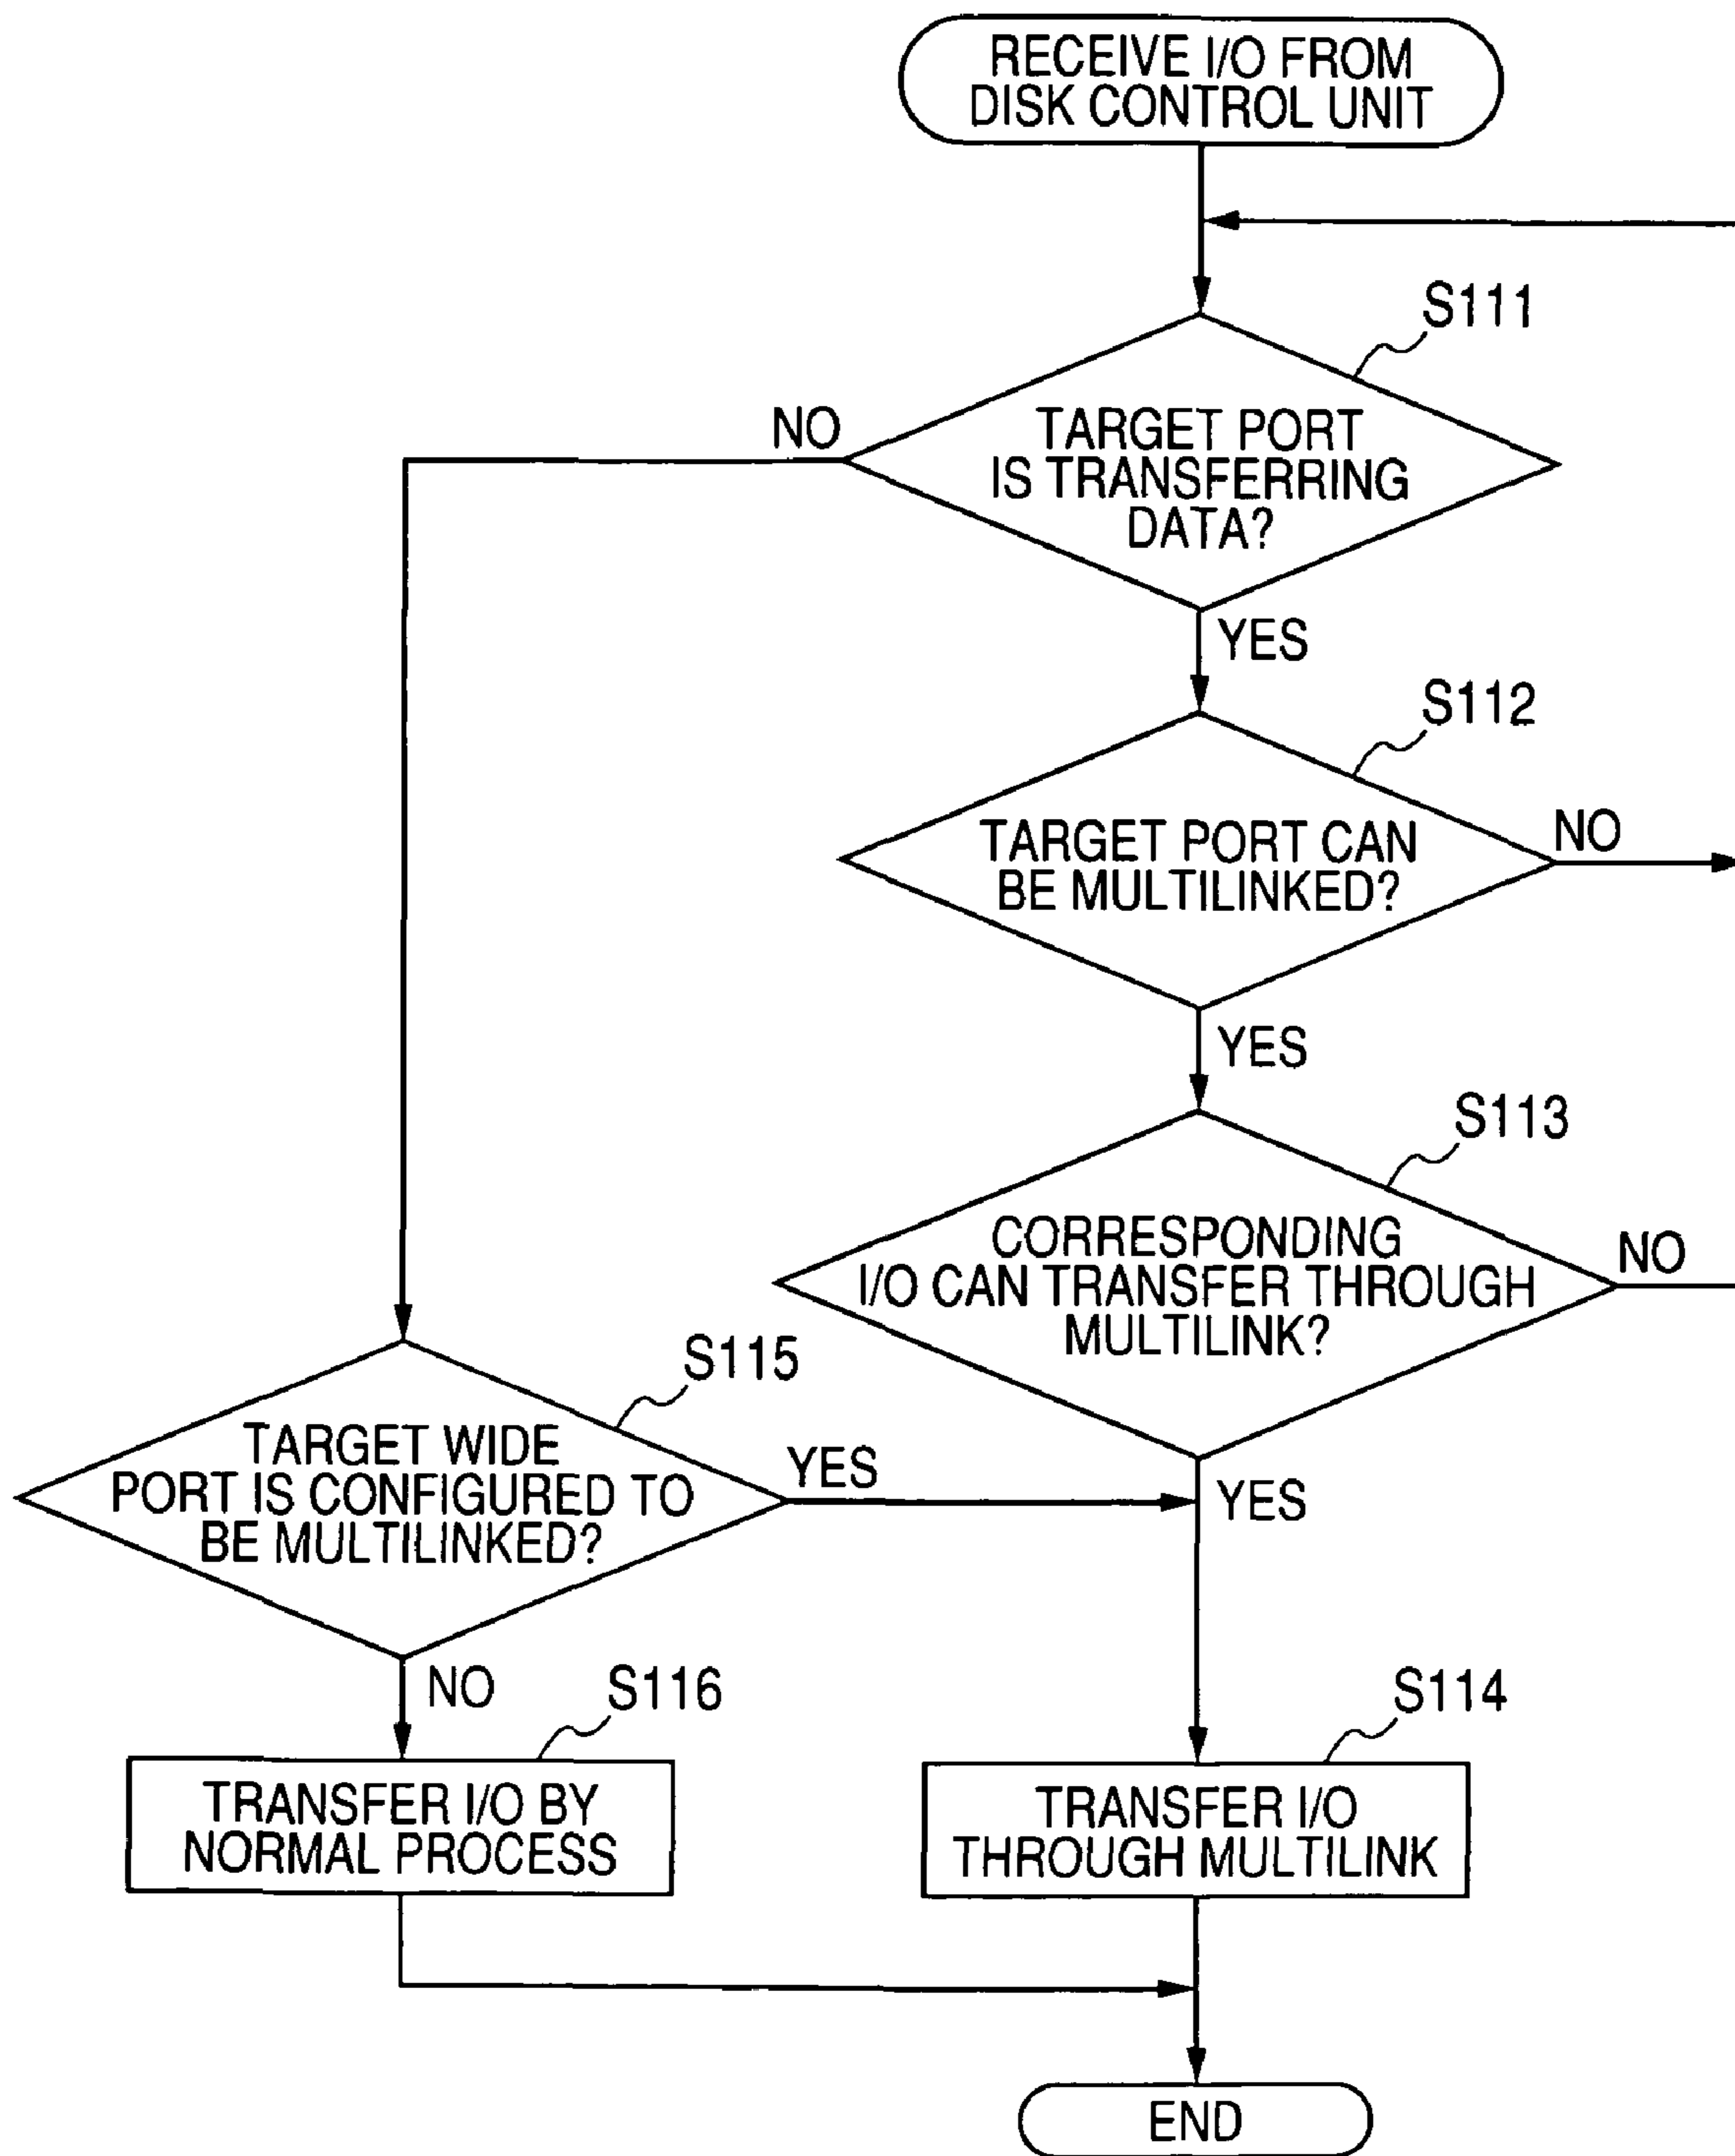 RECEIVE I/O FROM
DISK CONTROL UNIT
S111
NO
TARGET PORT
IS TRANSFERRING
DATA?
YES
S112
TARGET PORT CAN
BE MULTILINKED?
NO
YES
S113
CORRESPONDING
I/O CAN TRANSFER THROUGH
MULTILINK?
NO
S115
TARGET WIDE
PORT IS CONFIGURED TO
BE MULTILINKED?
YES
YES
NO
S116
S114
TRANSFER I/O BY
NORMAL PROCESS
TRANSFER I/O
THROUGH MULTILINK
END